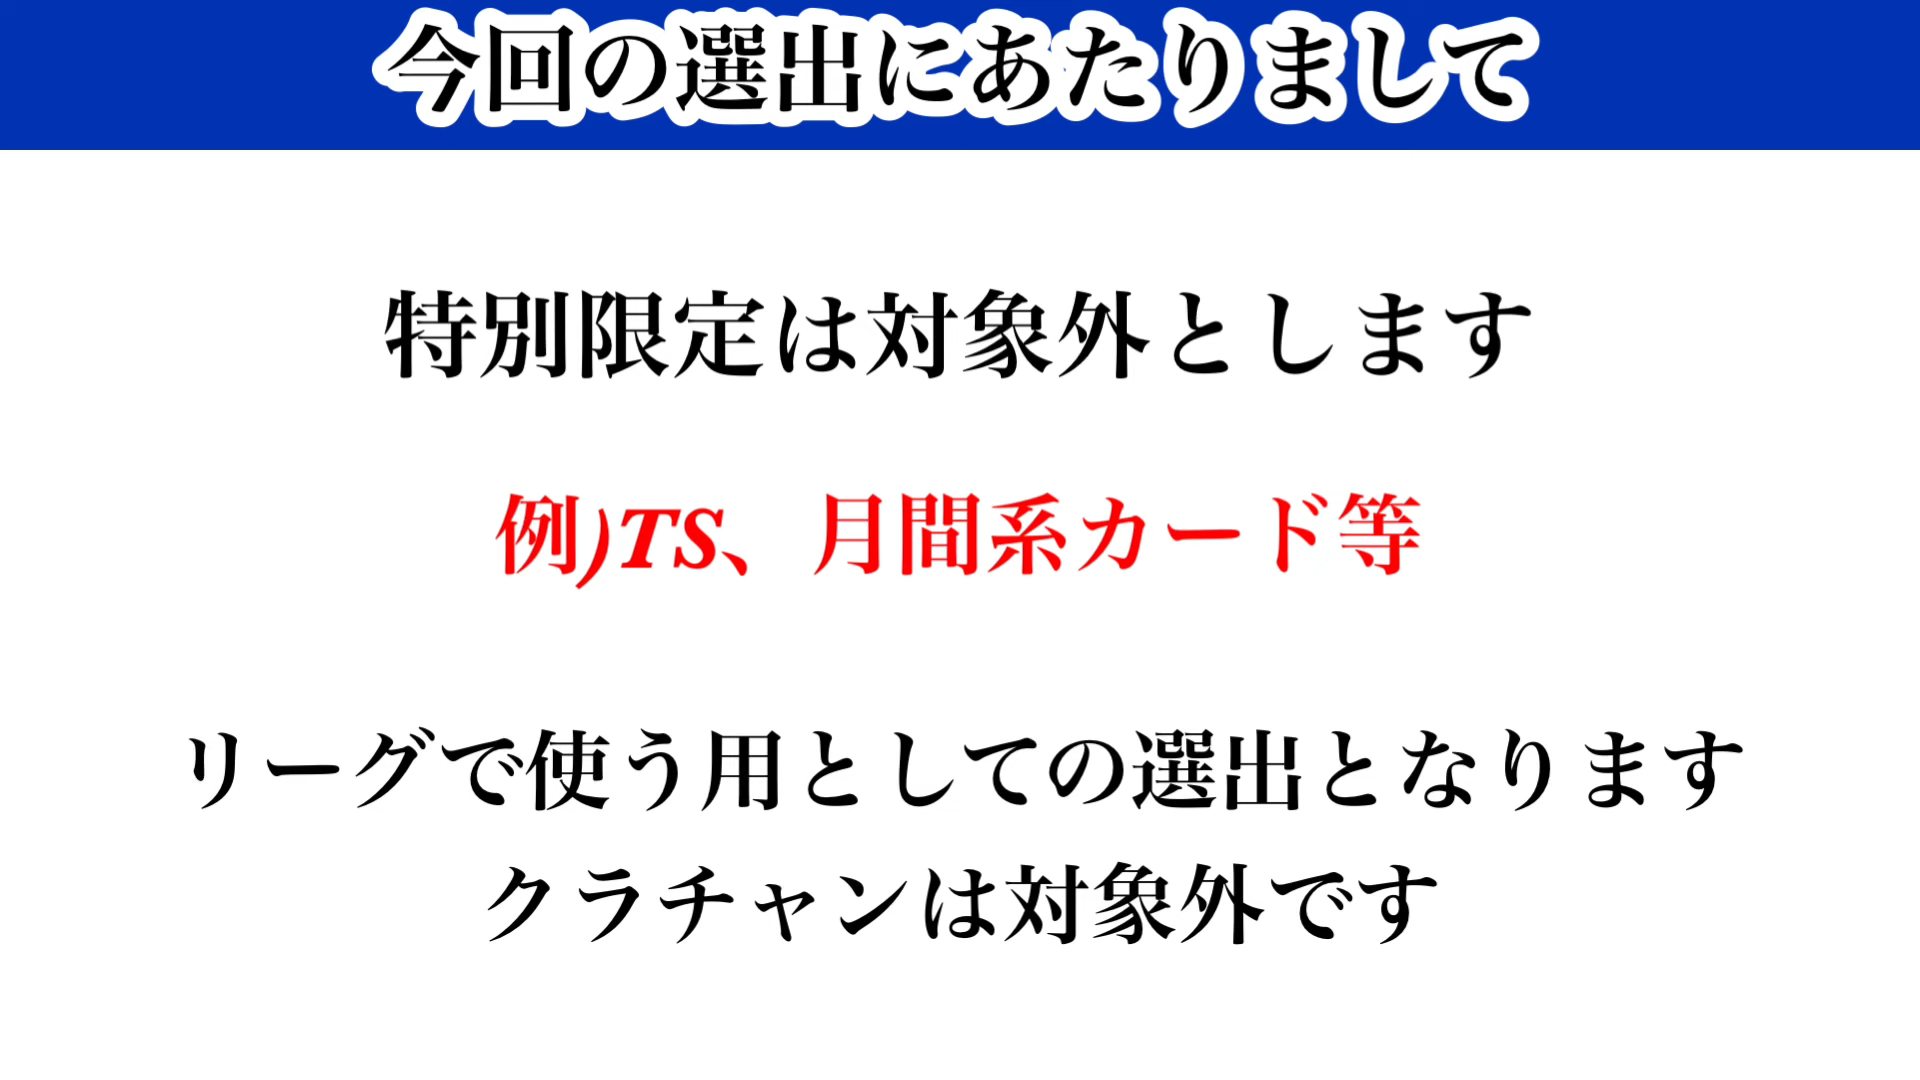 今回の選出にあたりまして
特別限定は対象外とします
例)TS、月間系カード等
リーグで使う用としての選出となります
クラチャンは対象外です